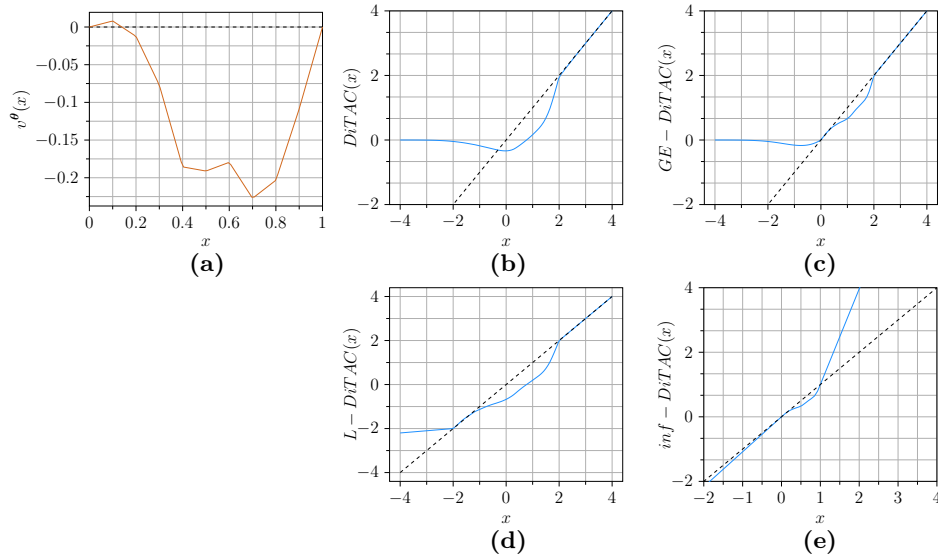 0
−0.05
−0.1
−0.15
−0.2
v^θ(x)
0 0.2 0.4 0.6 0.8 1
x
(a)
4
2
0
−2
DiTAC(x)
−4 −2 0 2 4
x
(b)
4
2
0
−2
GE − DiTAC(x)
−4 −2 0 2 4
x
(c)
4
2
0
−2
−4
L − DiTAC(x)
−4 −2 0 2 4
x
(d)
4
2
0
−2
inf − DiTAC(x)
−2 −1 0 1 2 3 4
x
(e)